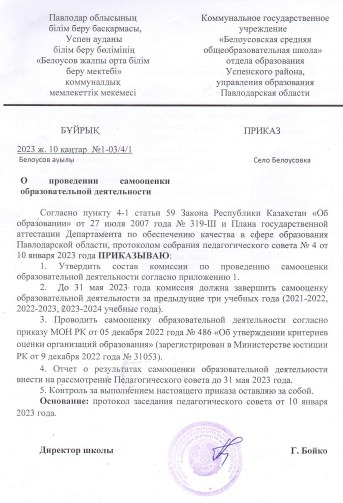 Павлодар облысының
білім беру басқармасы,
Успен ауданы
білім беру бөлімінің
«Белоусов жалпы орта білім
беру мектебі»
коммуналдық
мемлекеттік мекемесі
Коммунальное государственное
учреждение
«Белоусовская средняя
общеобразовательная школа»
отдела образования
Успенского района,
управления образования
Павлодарской области
БҰЙРЫҚ
ПРИКАЗ
2023 ж. 10 қаңтар №1-03/4/1
Белоусов ауылы
Село Белоусовка
О проведении самооценки
образовательной деятельности
Согласно пункту 4-1 статьи 59 Закона Республики Казахстан «Об
образовании» от 27 июля 2007 года № 319-III и Плана государственной
аттестации Департамента по обеспечению качества в сфере образования
Павлодарской области, протоколом собрания педагогического совета № 4 от
10 января 2023 года ПРИКАЗЫВАЮ:
1. Утвердить состав комиссии по проведению самооценки
образовательной деятельности согласно приложению 1.
2. До 31 мая 2023 года комиссия должна завершить самооценку
образовательной деятельности за предыдущие три учебных года (2021-2022,
2022-2023, 2023-2024 учебные года).
3. Проводить самооценку образовательной деятельности согласно
приказу МОН РК от 05 декабря 2022 года № 486 «Об утверждении критериев
оценки организаций образования» (зарегистрирован в Министерстве юстиции
РК от 9 декабря 2022 года № 31053).
4. Отчет о результатах самооценки образовательной деятельности
внести на рассмотрение Педагогического совета до 31 мая 2023 года.
5. Контроль за выполнением настоящего приказа оставляю за собой.
Основание: протокол заседания педагогического совета от 10 января
2023 года.
Директор школы
Г. Бойко